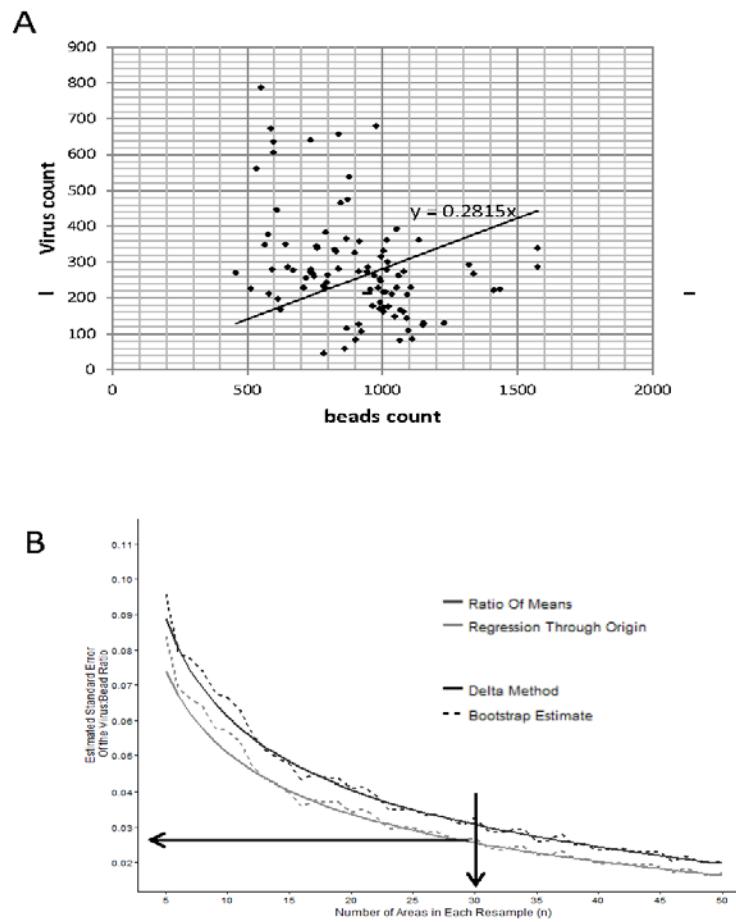 A
900
800
700
600
500
400
300
200
100
0
Virus count
y = 0.2815x
0 500 1000 1500 2000
beads count
B
0.11
0.10
0.09
0.08
0.07
0.06
0.05
0.04
0.03
0.02
Estimated Standard Error
Of the Virus:Bead Ratio
Ratio Of Means
Regression Through Origin
Delta Method
Bootstrap Estimate
5 10 15 20 25 30 35 40 45 50
Number of Areas in Each Resample (n)